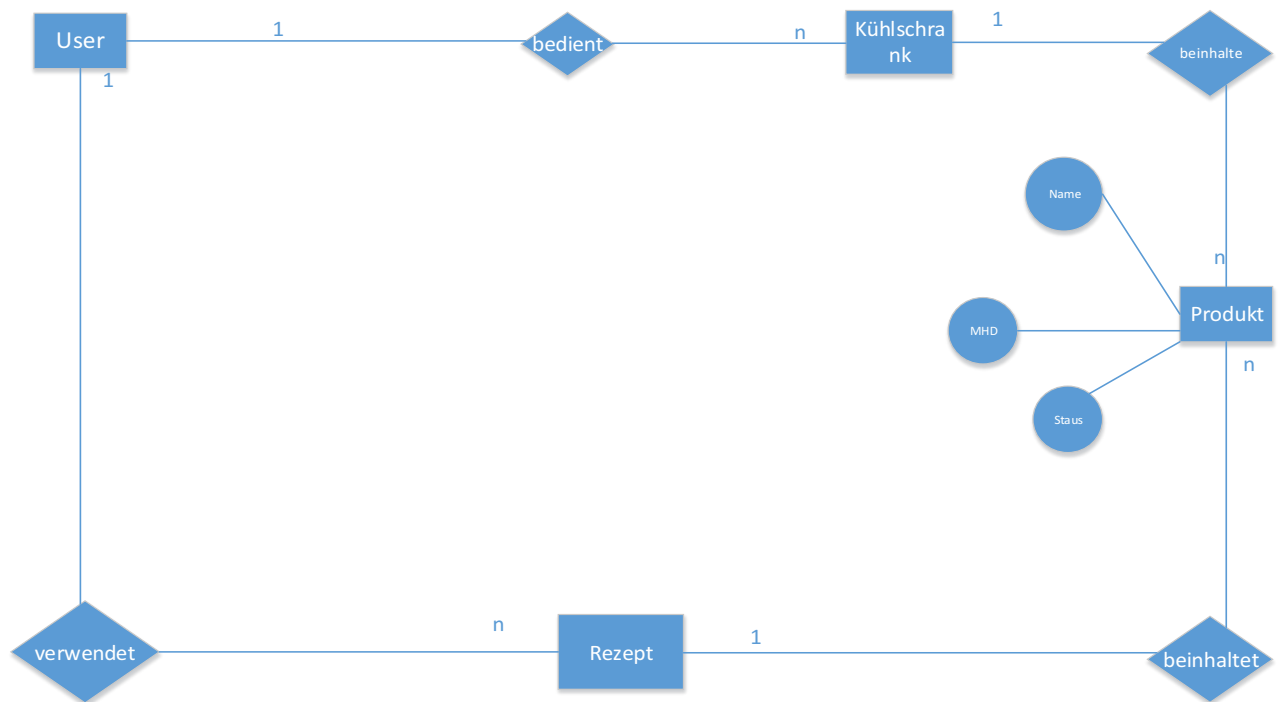 User
1
bedient
n
Kühlschra
nk
1
beinhalte
1
Name
n
Produkt
MHD
n
Staus
verwendet
n
Rezept
1
beinhaltet